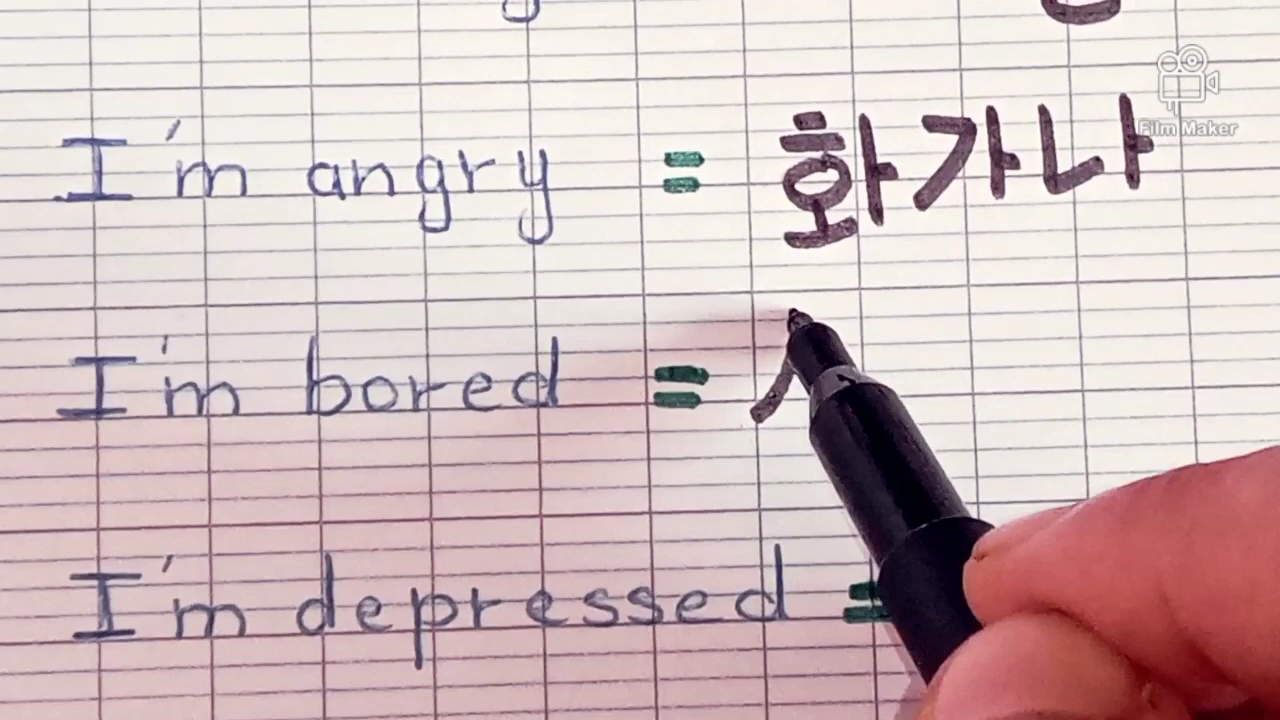 Film Maker
I'm angry = 화가나
I'm bored =
I'm depressed =